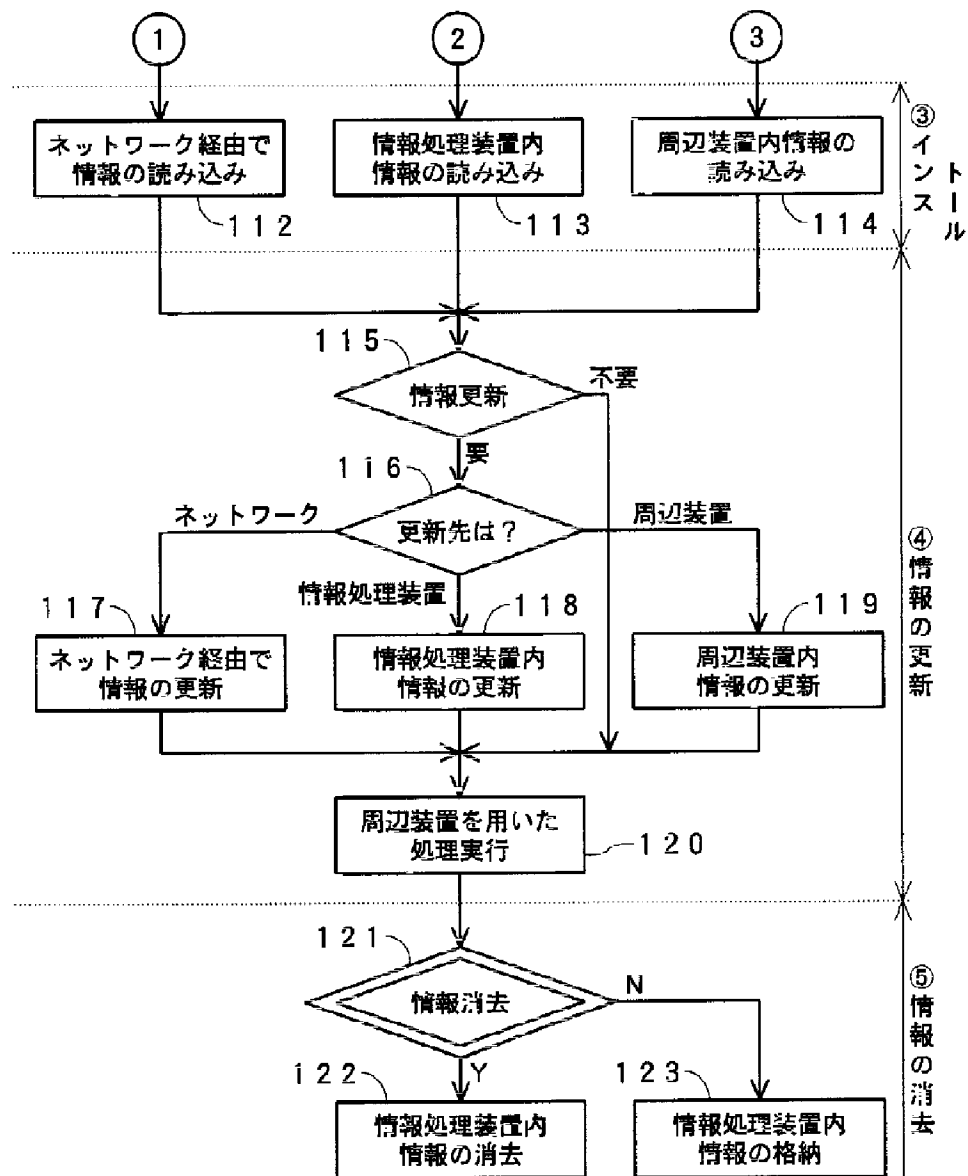 1
2
3
ネットワーク経由で
情報の読み込み
112
情報処理装置内
情報の読み込み
113
周辺装置内情報の
読み込み
114
③インストール
115
情報更新
不要
要
116
更新先は？
ネットワーク
周辺装置
情報処理装置
117
ネットワーク経由で
情報の更新
118
情報処理装置内
情報の更新
119
周辺装置内
情報の更新
④情報の更新
周辺装置を用いた
処理実行
120
121
情報消去
N
Y
122
情報処理装置内
情報の消去
123
情報処理装置内
情報の格納
⑤情報の消去